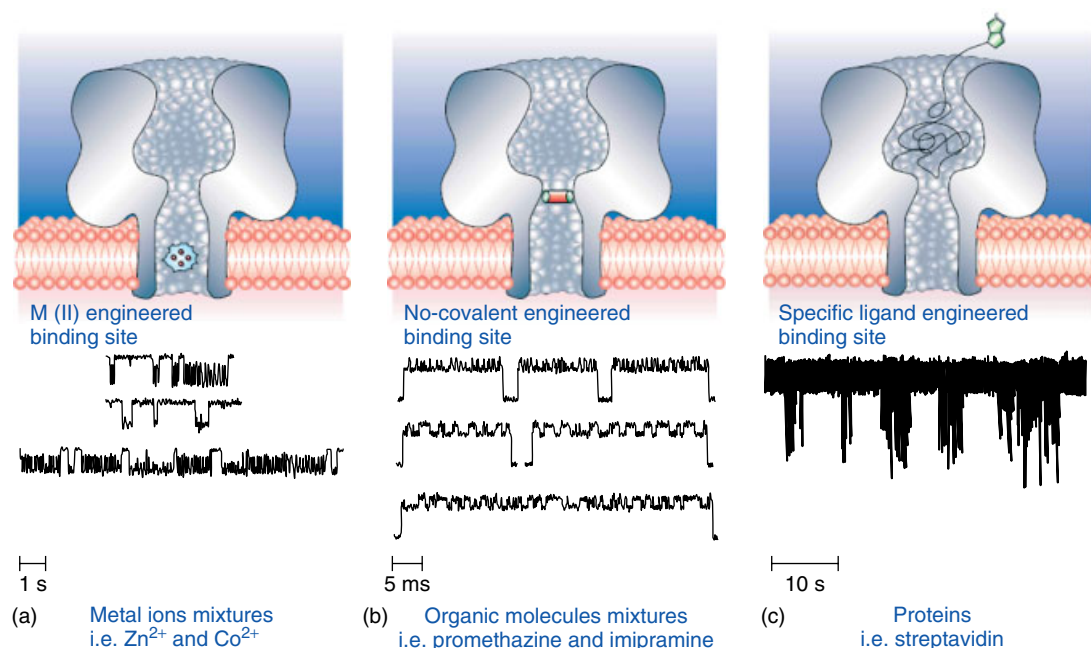 M (II) engineered
binding site
No-covalent engineered
binding site
Specific ligand engineered
binding site
1 s
5 ms
10 s
(a) Metal ions mixtures
i.e. Zn²⁺ and Co²⁺
(b) Organic molecules mixtures
i.e. promethazine and imipramine
(c) Proteins
i.e. streptavidin